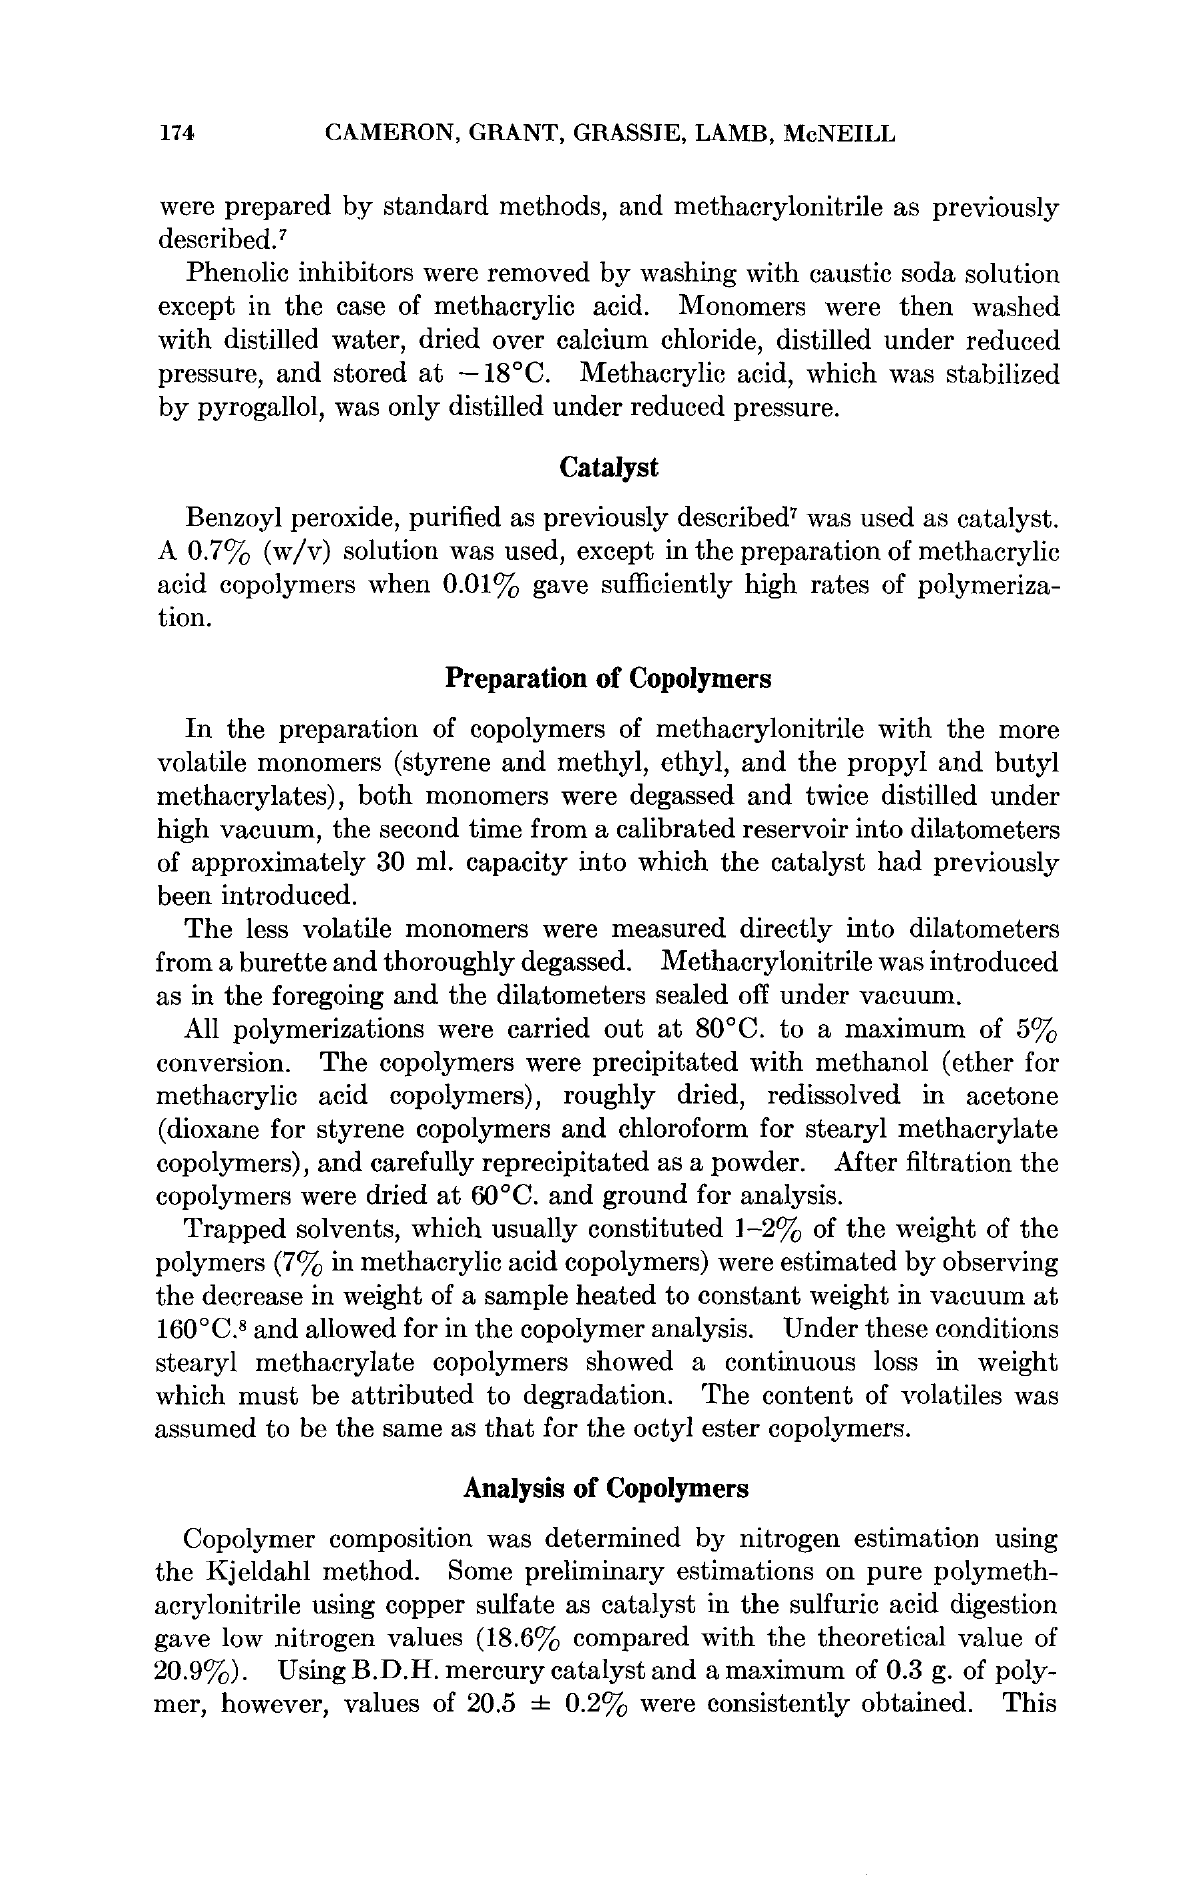 174 CAMERON, GRANT, GRASSIE, LAMB, McNEILL
were prepared by standard methods, and methacrylonitrile as previously
described.⁷
Phenolic inhibitors were removed by washing with caustic soda solution
except in the case of methacrylic acid. Monomers were then washed
with distilled water, dried over calcium chloride, distilled under reduced
pressure, and stored at −18°C. Methacrylic acid, which was stabilized
by pyrogallol, was only distilled under reduced pressure.
Catalyst
Benzoyl peroxide, purified as previously described⁷ was used as catalyst.
A 0.7% (w/v) solution was used, except in the preparation of methacrylic
acid copolymers when 0.01% gave sufficiently high rates of polymeriza-
tion.
Preparation of Copolymers
In the preparation of copolymers of methacrylonitrile with the more
volatile monomers (styrene and methyl, ethyl, and the propyl and butyl
methacrylates), both monomers were degassed and twice distilled under
high vacuum, the second time from a calibrated reservoir into dilatometers
of approximately 30 ml. capacity into which the catalyst had previously
been introduced.
The less volatile monomers were measured directly into dilatometers
from a burette and thoroughly degassed. Methacrylonitrile was introduced
as in the foregoing and the dilatometers sealed off under vacuum.
All polymerizations were carried out at 80°C. to a maximum of 5%
conversion. The copolymers were precipitated with methanol (ether for
methacrylic acid copolymers), roughly dried, redissolved in acetone
(dioxane for styrene copolymers and chloroform for stearyl methacrylate
copolymers), and carefully reprecipitated as a powder. After filtration the
copolymers were dried at 60°C. and ground for analysis.
Trapped solvents, which usually constituted 1–2% of the weight of the
polymers (7% in methacrylic acid copolymers) were estimated by observing
the decrease in weight of a sample heated to constant weight in vacuum at
160°C.⁸ and allowed for in the copolymer analysis. Under these conditions
stearyl methacrylate copolymers showed a continuous loss in weight
which must be attributed to degradation. The content of volatiles was
assumed to be the same as that for the octyl ester copolymers.
Analysis of Copolymers
Copolymer composition was determined by nitrogen estimation using
the Kjeldahl method. Some preliminary estimations on pure polymeth-
acrylonitrile using copper sulfate as catalyst in the sulfuric acid digestion
gave low nitrogen values (18.6% compared with the theoretical value of
20.9%). Using B.D.H. mercury catalyst and a maximum of 0.3 g. of poly-
mer, however, values of 20.5 ± 0.2% were consistently obtained. This